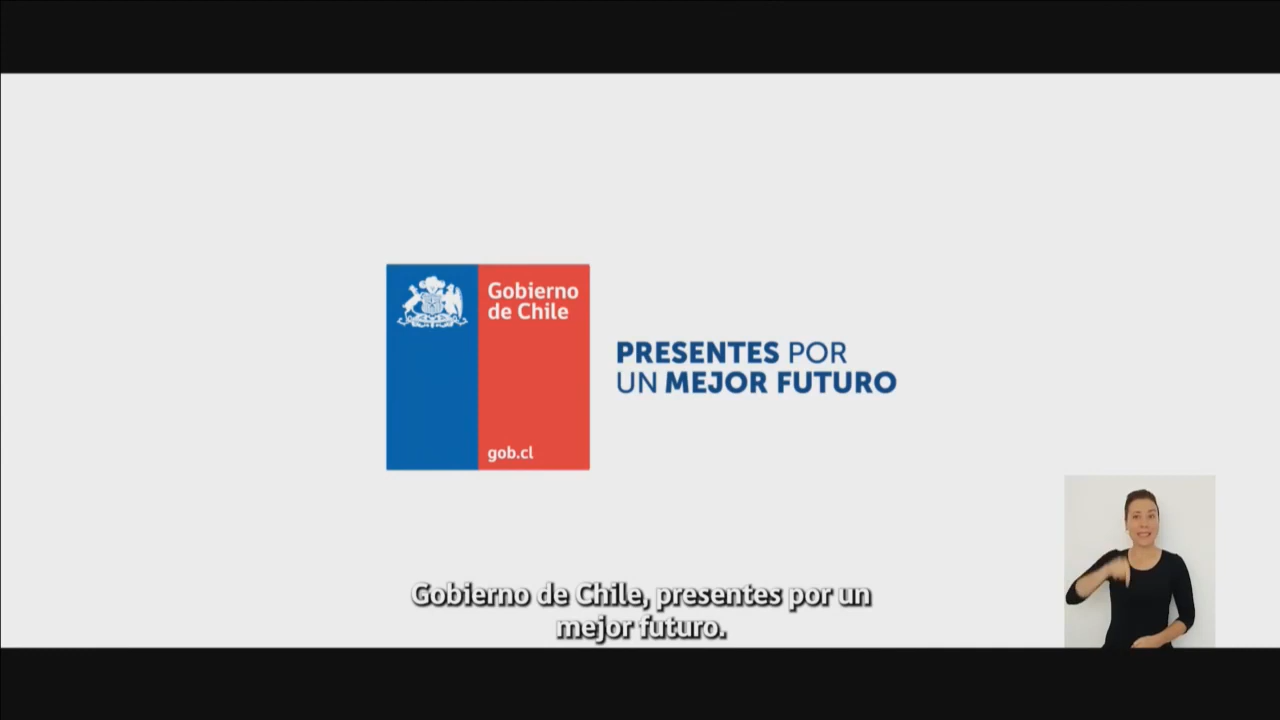 Gobierno
de Chile
gob.cl
PRESENTES POR
UN MEJOR FUTURO
Gobierno de Chile, presentes por un
mejor futuro.